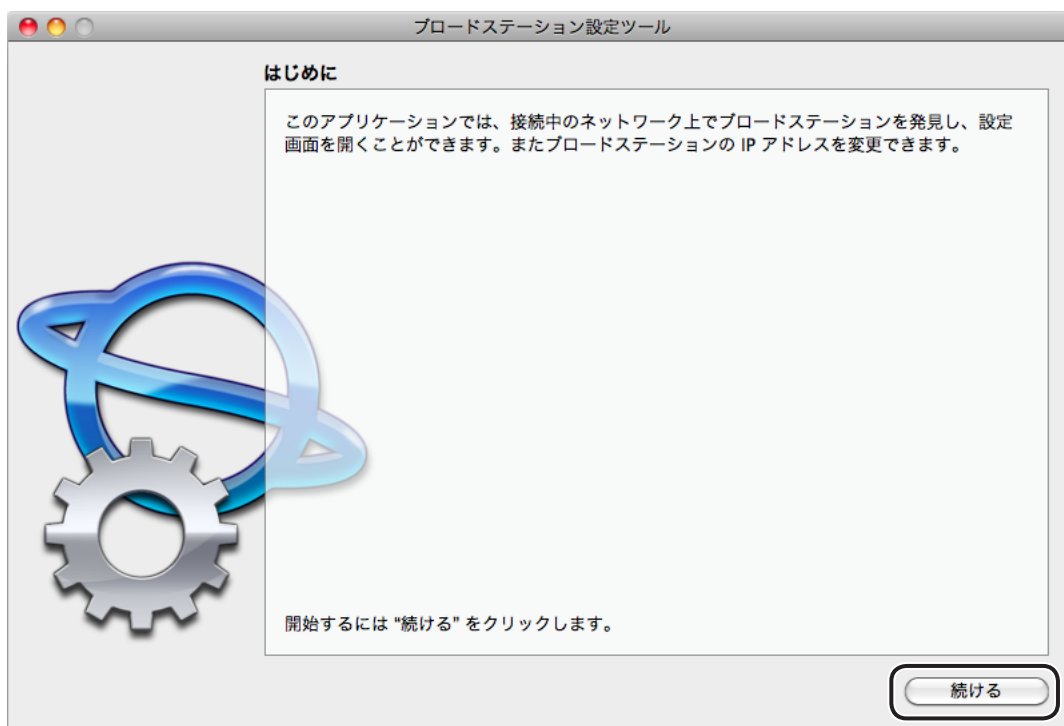 ブロードステーション設定ツール
はじめに
このアプリケーションでは、接続中のネットワーク上でブロードステーションを発見し、設定
画面を開くことができます。またブロードステーションの IP アドレスを変更できます。
開始するには “続ける” をクリックします。
続ける